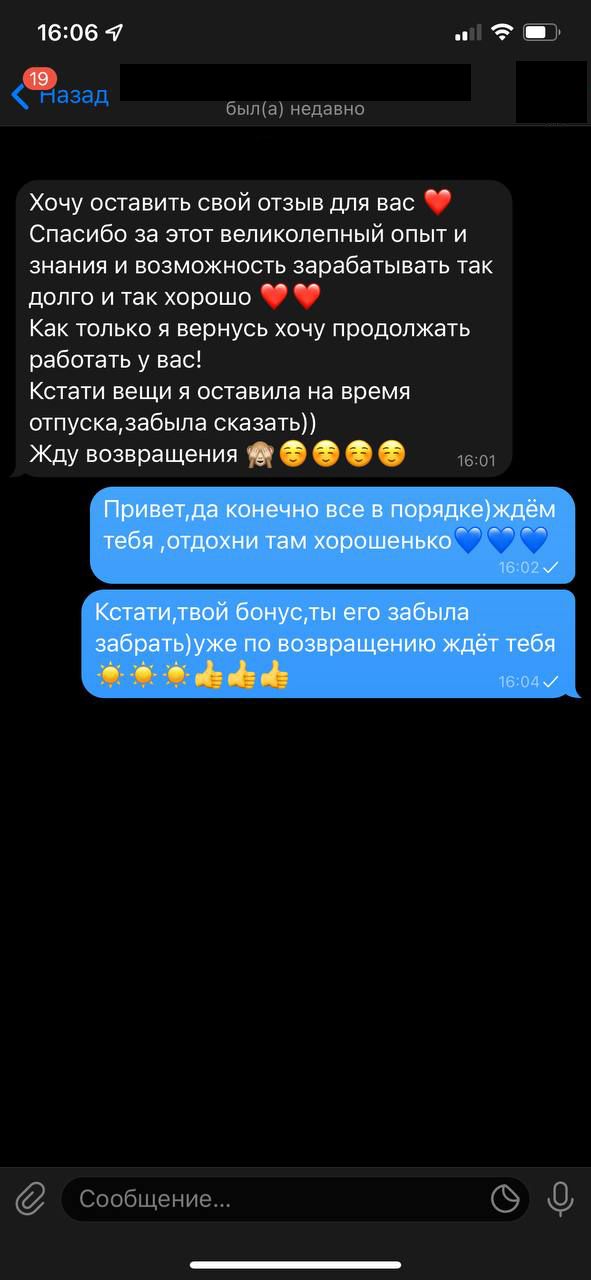 16:06
19
Назад
был(а) недавно
Хочу оставить свой отзыв для вас ❤️
Спасибо за этот великолепный опыт и
знания и возможность зарабатывать так
долго и так хорошо ❤️❤️
Как только я вернусь хочу продолжать
работать у вас!
Кстати вещи я оставила на время
отпуска,забыла сказать))
Жду возвращения 🙈☺️☺️☺️☺️
16:01
Привет,да конечно все в порядке)ждём
тебя ,отдохни там хорошенько💙💙💙
16:02
Кстати,твой бонус,ты его забыла
забрать)уже по возвращению ждёт тебя
☀️☀️☀️👍👍👍
16:04
Сообщение...